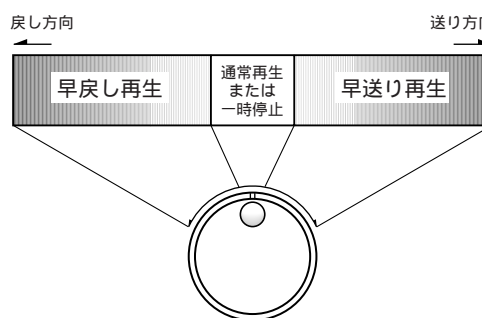 戻し方向
送り方向
早戻し再生
通常再生
または
一時停止
早送り再生